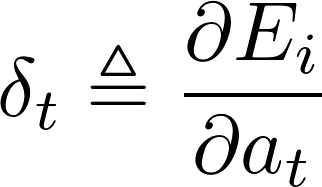 δ_t ≜ ∂E_i / ∂a_t